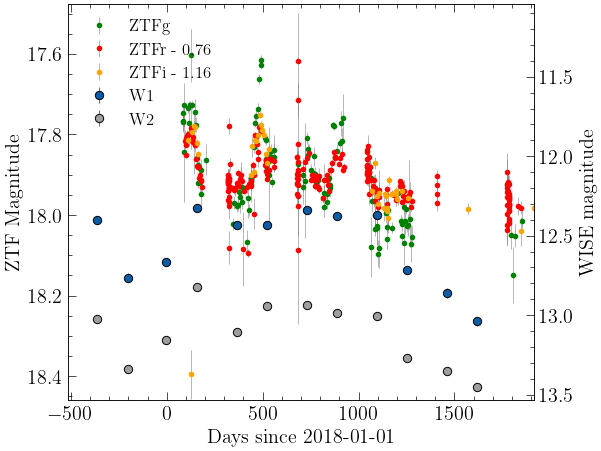 ZTFg
ZTFr - 0.76
ZTFi - 1.16
W1
W2
17.6
17.8
18.0
18.2
18.4
ZTF Magnitude
11.5
12.0
12.5
13.0
13.5
WISE magnitude
−500
0
500
1000
1500
Days since 2018-01-01